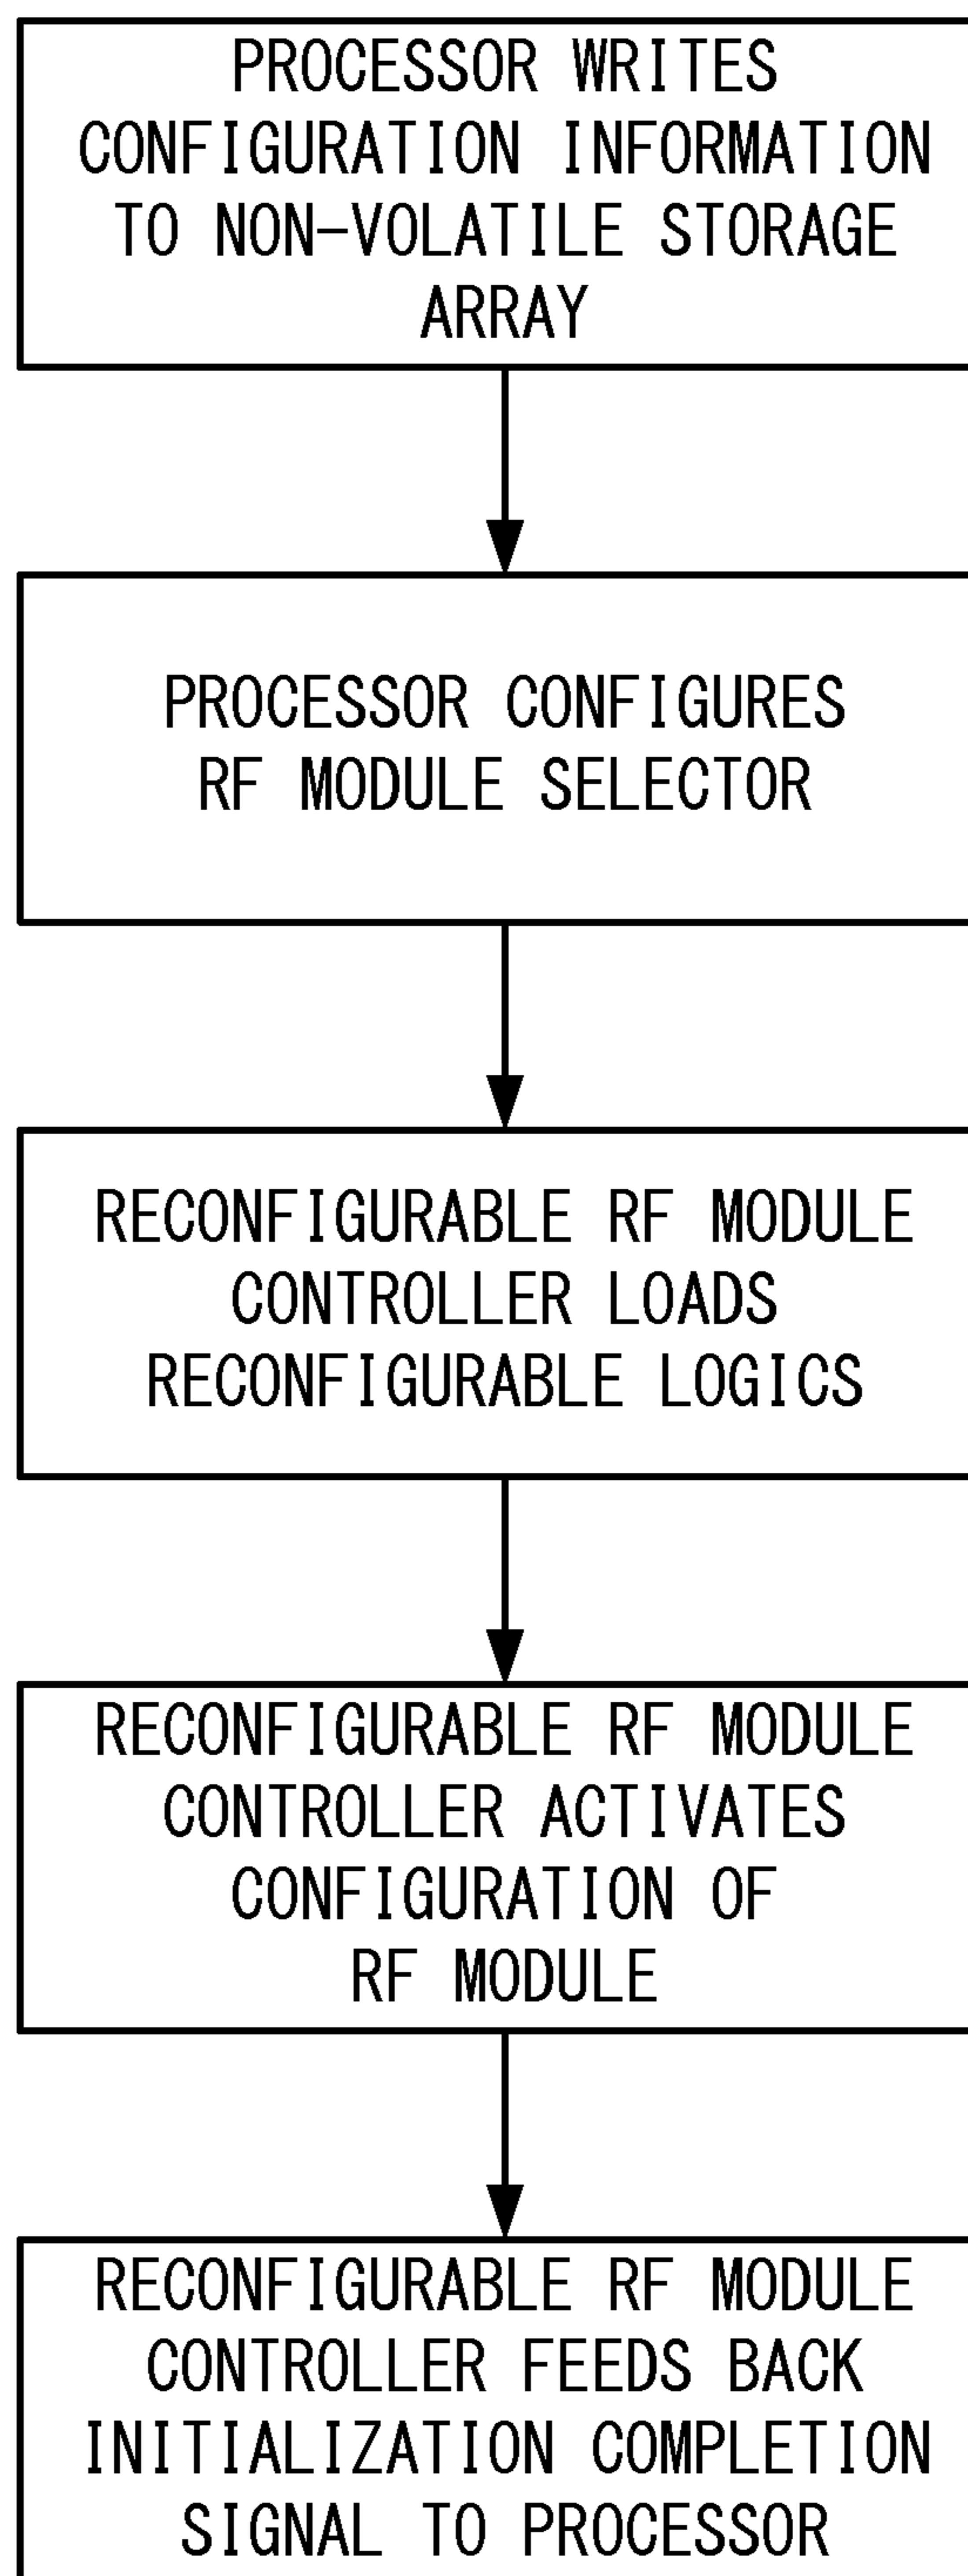 PROCESSOR WRITES
CONFIGURATION INFORMATION
TO NON-VOLATILE STORAGE
ARRAY
PROCESSOR CONFIGURES
RF MODULE SELECTOR
RECONFIGURABLE RF MODULE
CONTROLLER LOADS
RECONFIGURABLE LOGICS
RECONFIGURABLE RF MODULE
CONTROLLER ACTIVATES
CONFIGURATION OF
RF MODULE
RECONFIGURABLE RF MODULE
CONTROLLER FEEDS BACK
INITIALIZATION COMPLETION
SIGNAL TO PROCESSOR